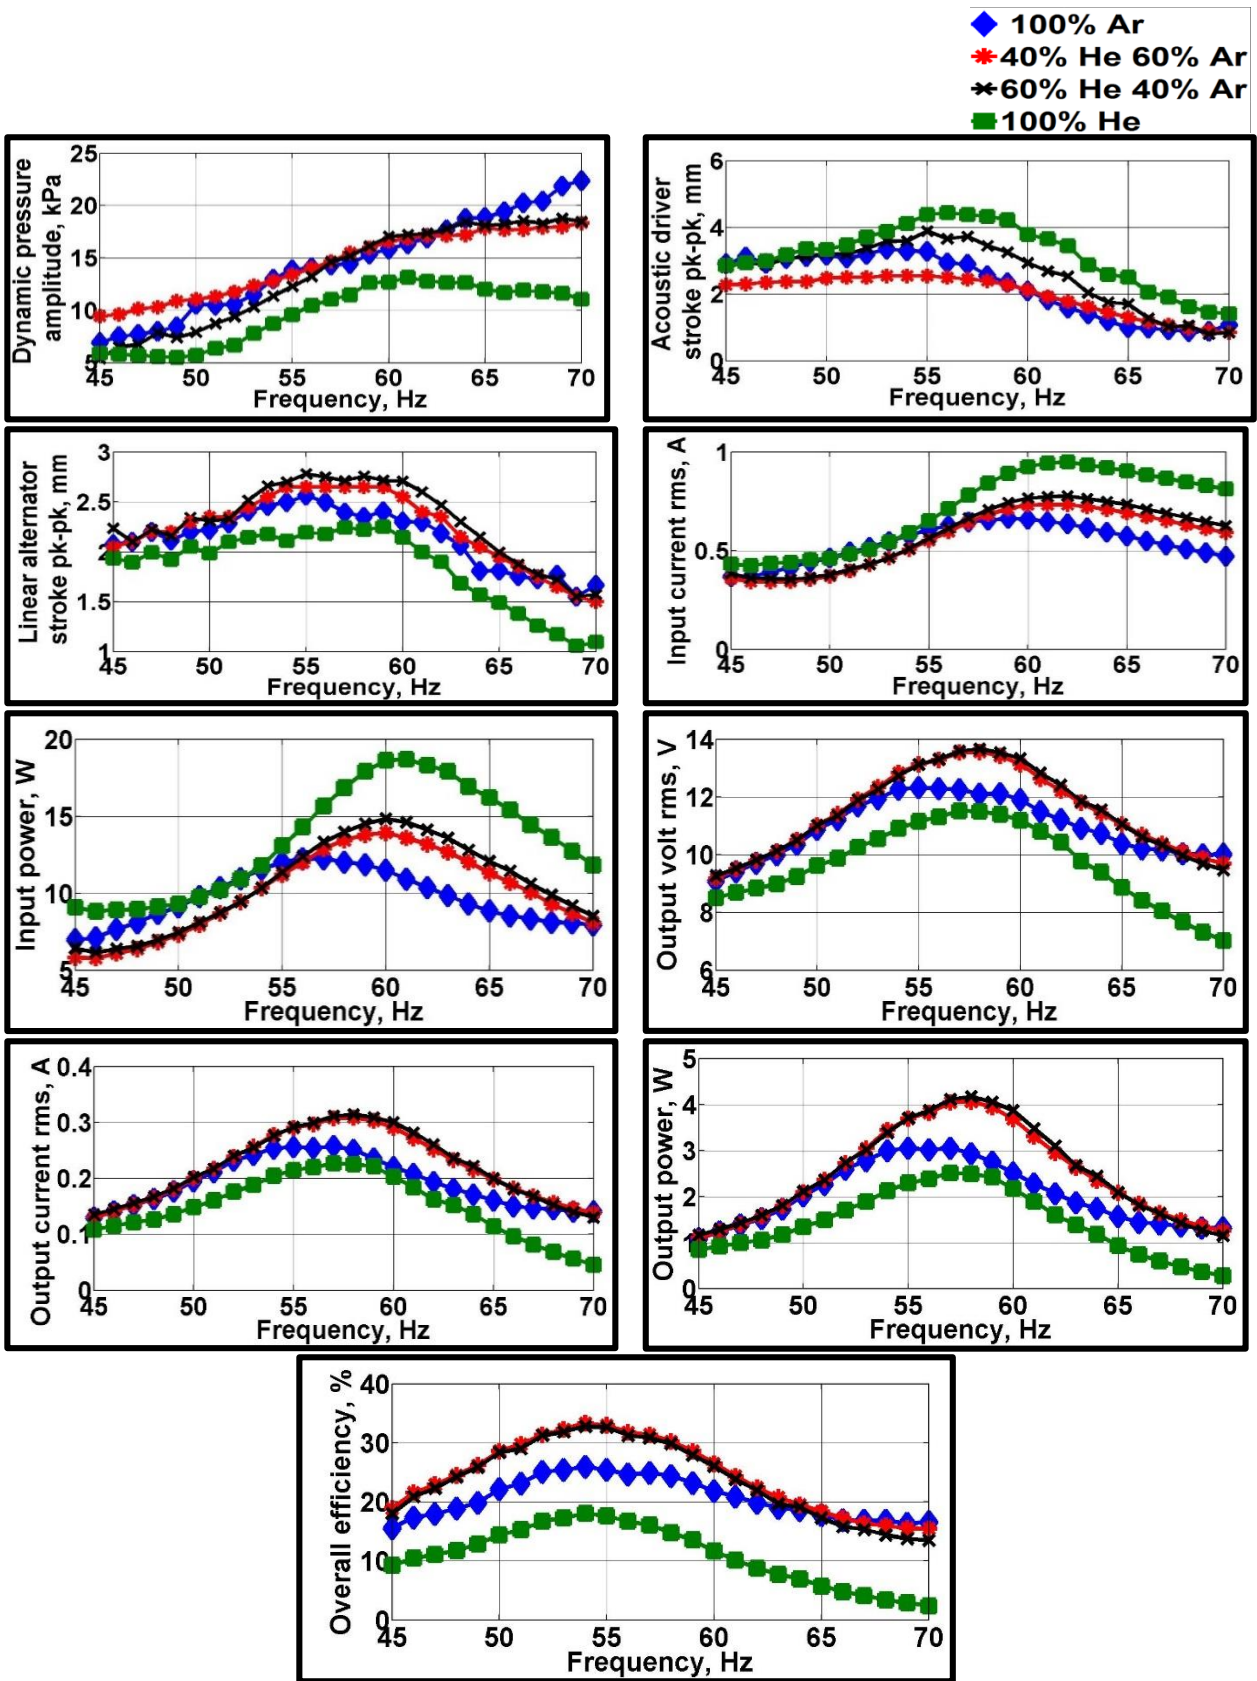 100% Ar
40% He 60% Ar
60% He 40% Ar
100% He
Dynamic pressure
amplitude, kPa
25
20
15
10
5
45 50 55 60 65 70
Frequency, Hz
Acoustic driver
stroke pk-pk, mm
6
4
2
0
45 50 55 60 65 70
Frequency, Hz
Linear alternator
stroke pk-pk, mm
3
2.5
2
1.5
1
45 50 55 60 65 70
Frequency, Hz
Input current rms, A
1
0.5
0
45 50 55 60 65 70
Frequency, Hz
Input power, W
20
15
10
5
45 50 55 60 65 70
Frequency, Hz
Output volt rms, V
14
12
10
8
6
45 50 55 60 65 70
Frequency, Hz
Output current rms, A
0.4
0.3
0.2
0.1
0
45 50 55 60 65 70
Frequency, Hz
Output power, W
5
4
3
2
1
0
45 50 55 60 65 70
Frequency, Hz
Overall efficiency, %
40
30
20
10
0
45 50 55 60 65 70
Frequency, Hz